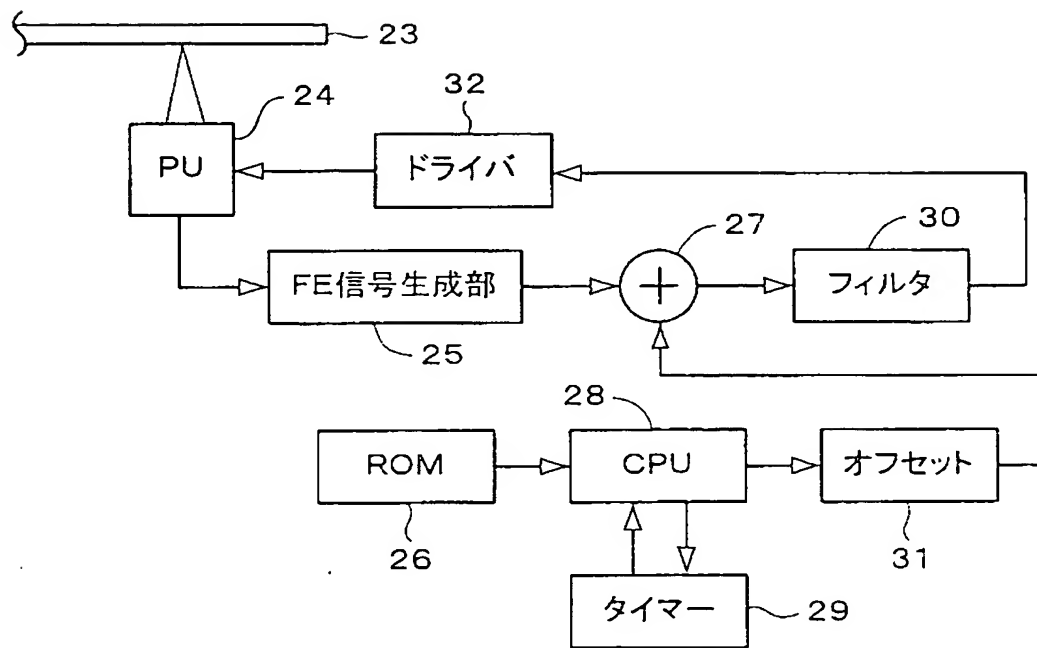 23
24
32
PU
ドライバ
27
30
FE信号生成部
+
フィルタ
25
28
ROM
CPU
オフセット
26
31
タイマー
29